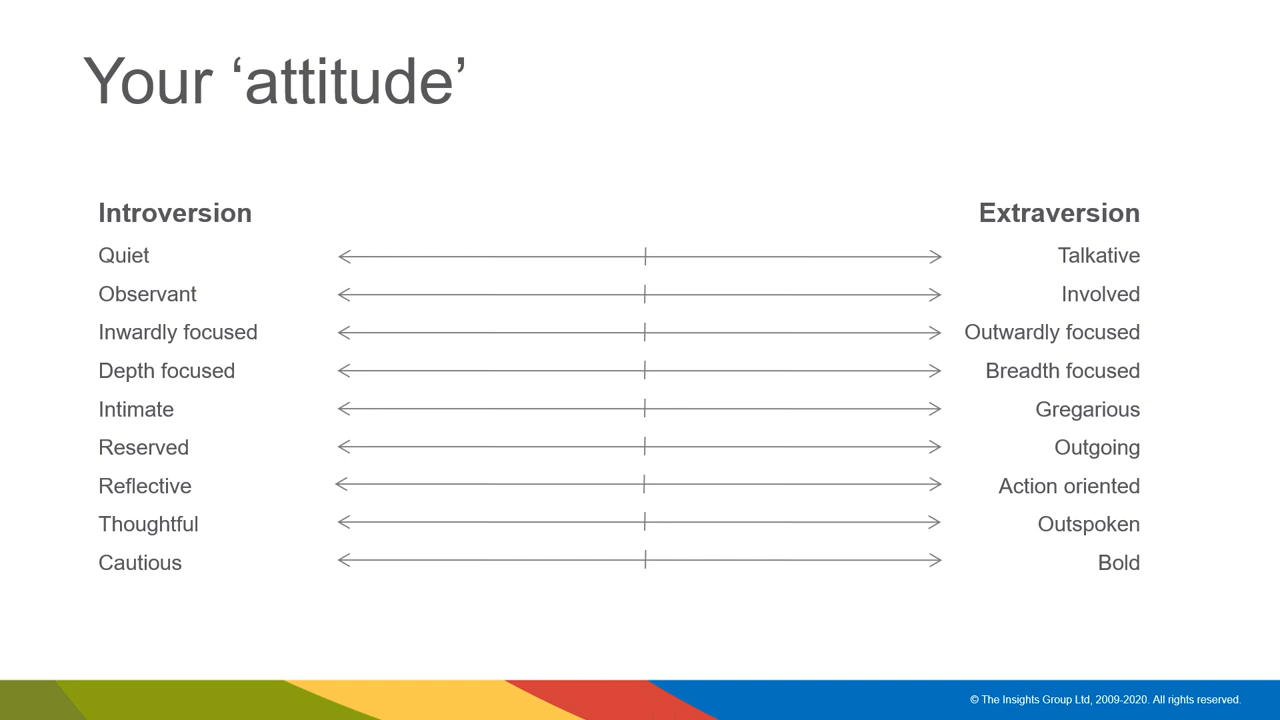 Your ‘attitude’
Introversion Extraversion
Quiet Talkative
Observant Involved
Inwardly focused Outwardly focused
Depth focused Breadth focused
Intimate Gregarious
Reserved Outgoing
Reflective Action oriented
Thoughtful Outspoken
Cautious Bold
© The Insights Group Ltd, 2009-2020. All rights reserved.